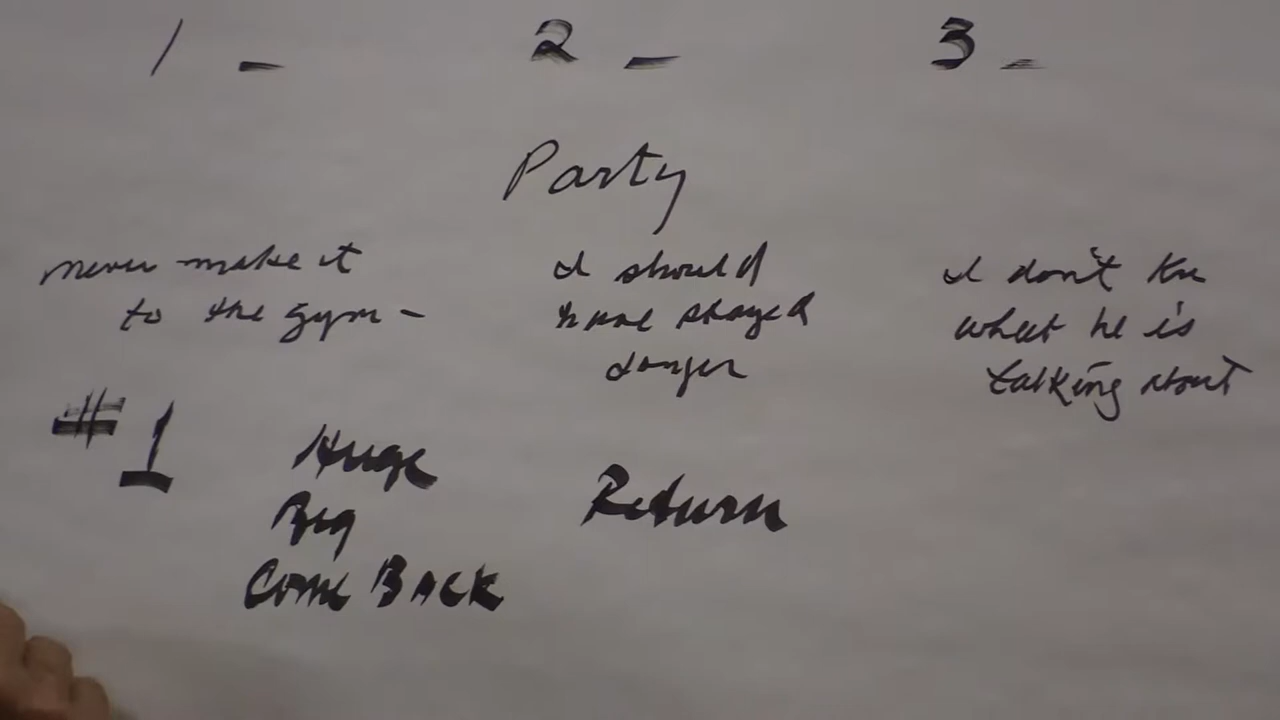 1 - 2 - 3 -
Party
never make it
to the gym -
I should
have stayed
longer
I don't
what he is
talking about
#1
Huge
Big
Come BACK
Return